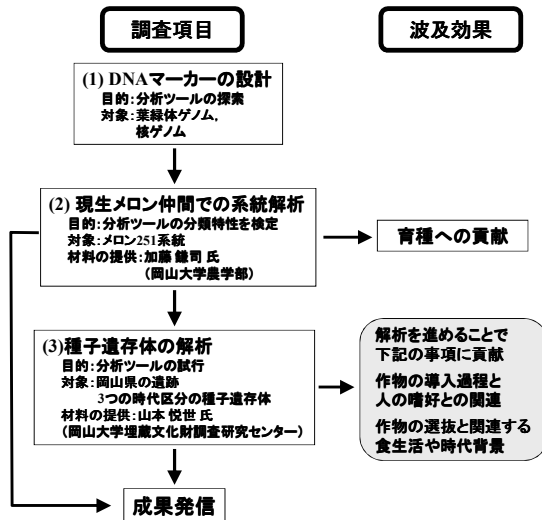 調査項目
波及効果
(1) DNAマーカーの設計
目的:分析ツールの探索
対象:葉緑体ゲノム,
核ゲノム
(2) 現生メロン仲間での系統解析
目的:分析ツールの分類特性を検定
対象:メロン251系統
材料の提供:加藤 鎌司 氏
(岡山大学農学部)
育種への貢献
(3)種子遺存体の解析
目的:分析ツールの試行
対象:岡山県の遺跡
3つの時代区分の種子遺存体
材料の提供:山本 悦世 氏
(岡山大学埋蔵文化財調査研究センター)
解析を進めることで
下記の事項に貢献
作物の導入過程と
人の嗜好との関連
作物の選抜と関連する
食生活や時代背景
成果発信